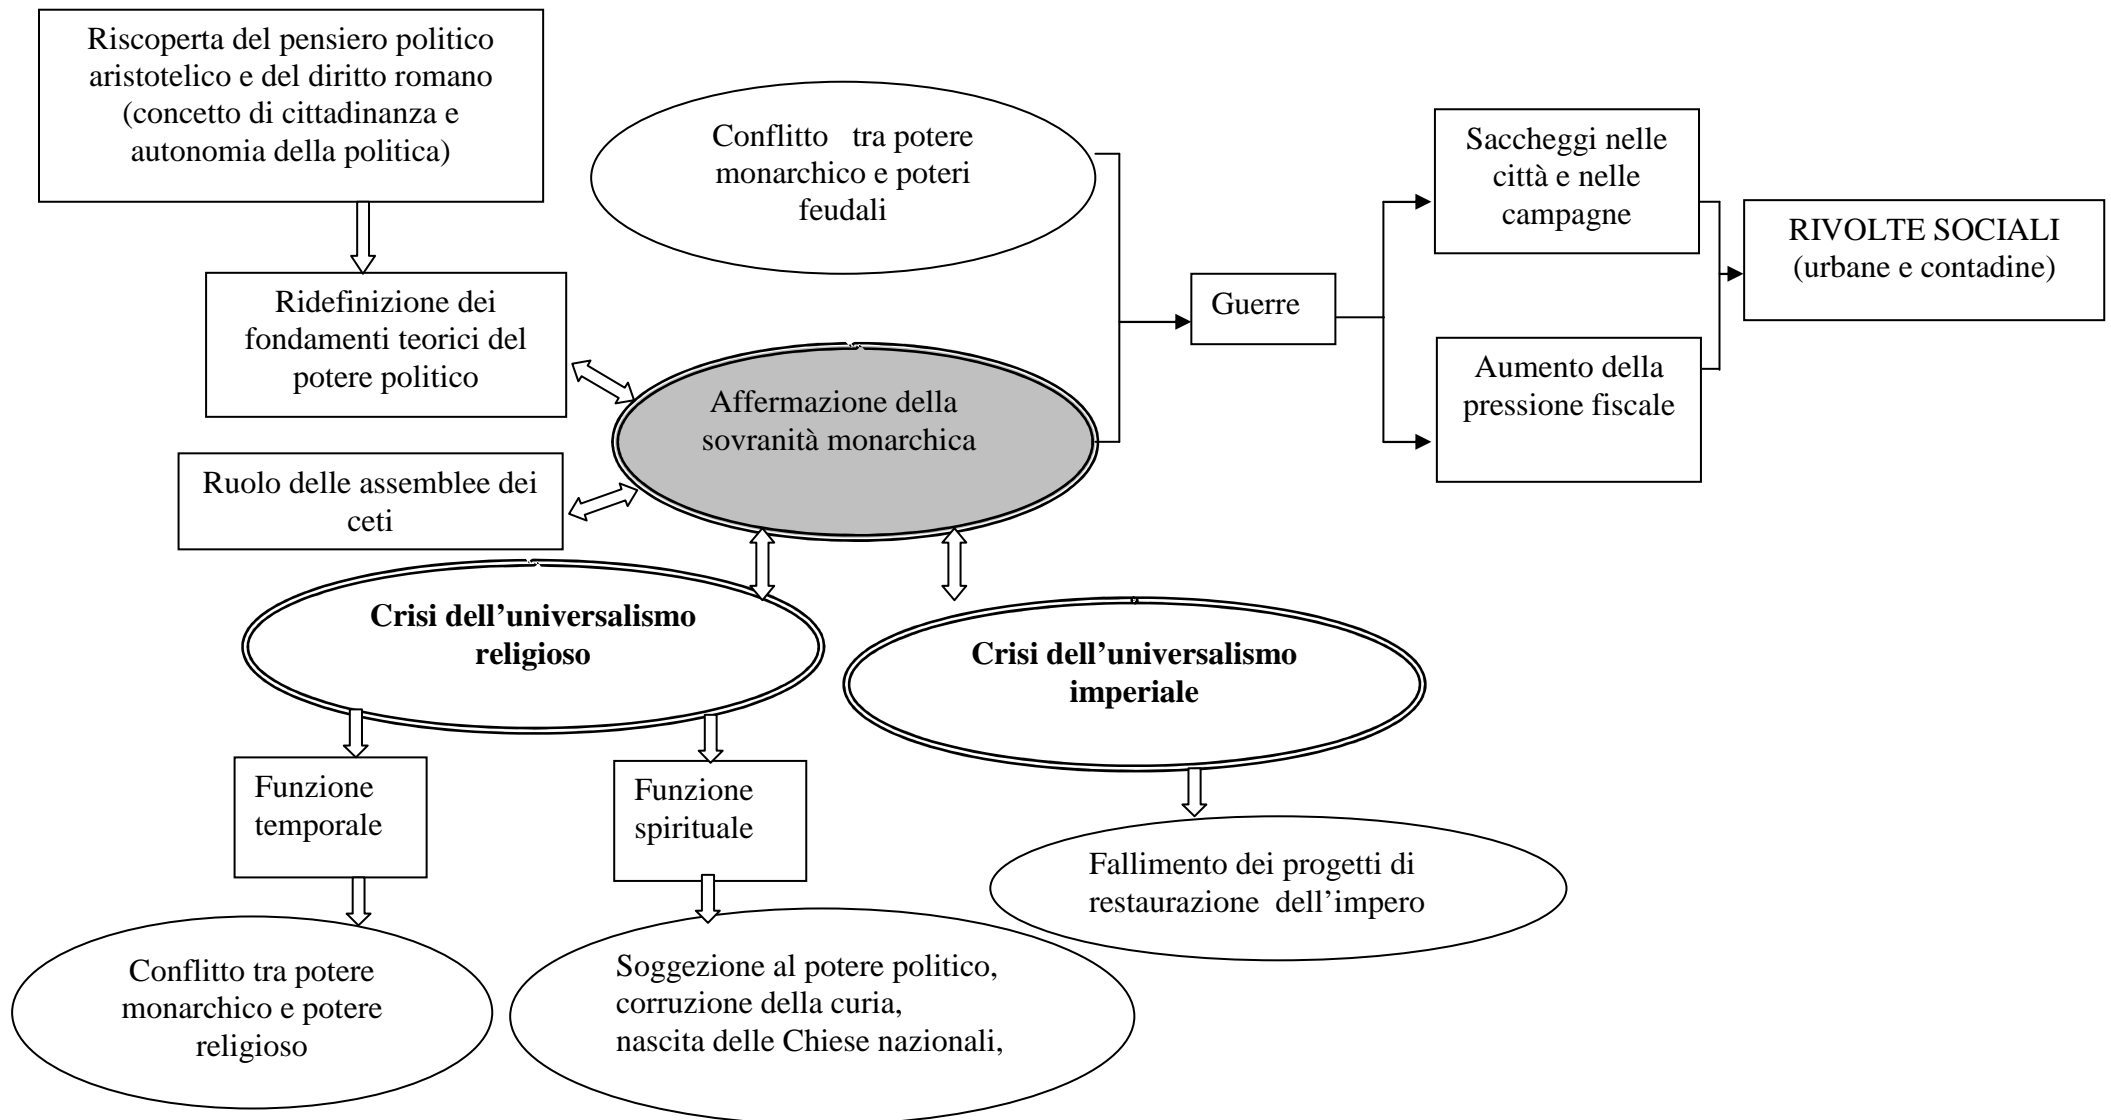 Riscoperta del pensiero politico
aristotelico e del diritto romano
(concetto di cittadinanza e
autonomia della politica)
Conflitto tra potere
monarchico e poteri
feudali
Saccheggi nelle
città e nelle
campagne
RIVOLTE SOCIALI
(urbane e contadine)
Ridefinizione dei
fondamenti teorici del
potere politico
Guerre
Aumento della
pressione fiscale
Affermazione della
sovranità monarchica
Ruolo delle assemblee dei
ceti
Crisi dell’universalismo
religioso
Crisi dell’universalismo
imperiale
Funzione
temporale
Funzione
spirituale
Fallimento dei progetti di
restaurazione dell’impero
Conflitto tra potere
monarchico e potere
religioso
Soggezione al potere politico,
corruzione della curia,
nascita delle Chiese nazionali,